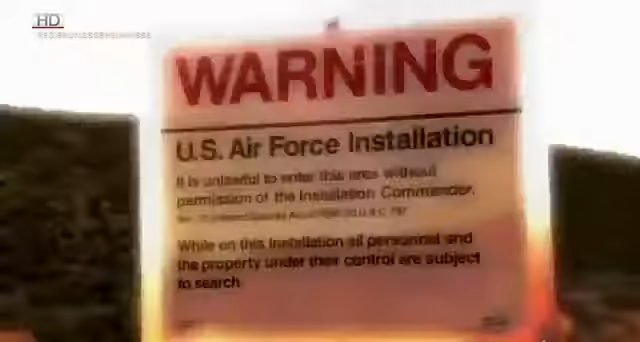 HD
WARNING
U.S. Air Force Installation
It is unlawful to enter this area without
permission of the Installation Commander.
While on this Installation all personnel and
the property under their control are subject
to search